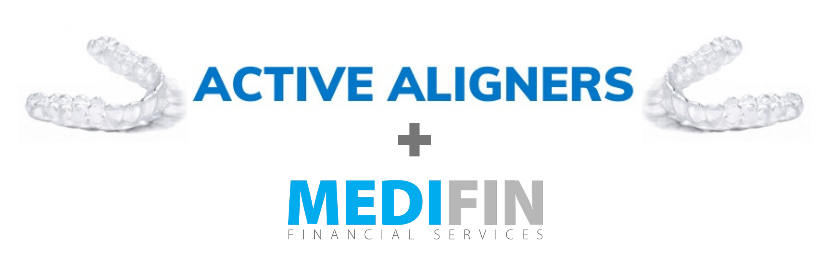 ACTIVE ALIGNERS
+
MEDIFIN
FINANCIAL SERVICES